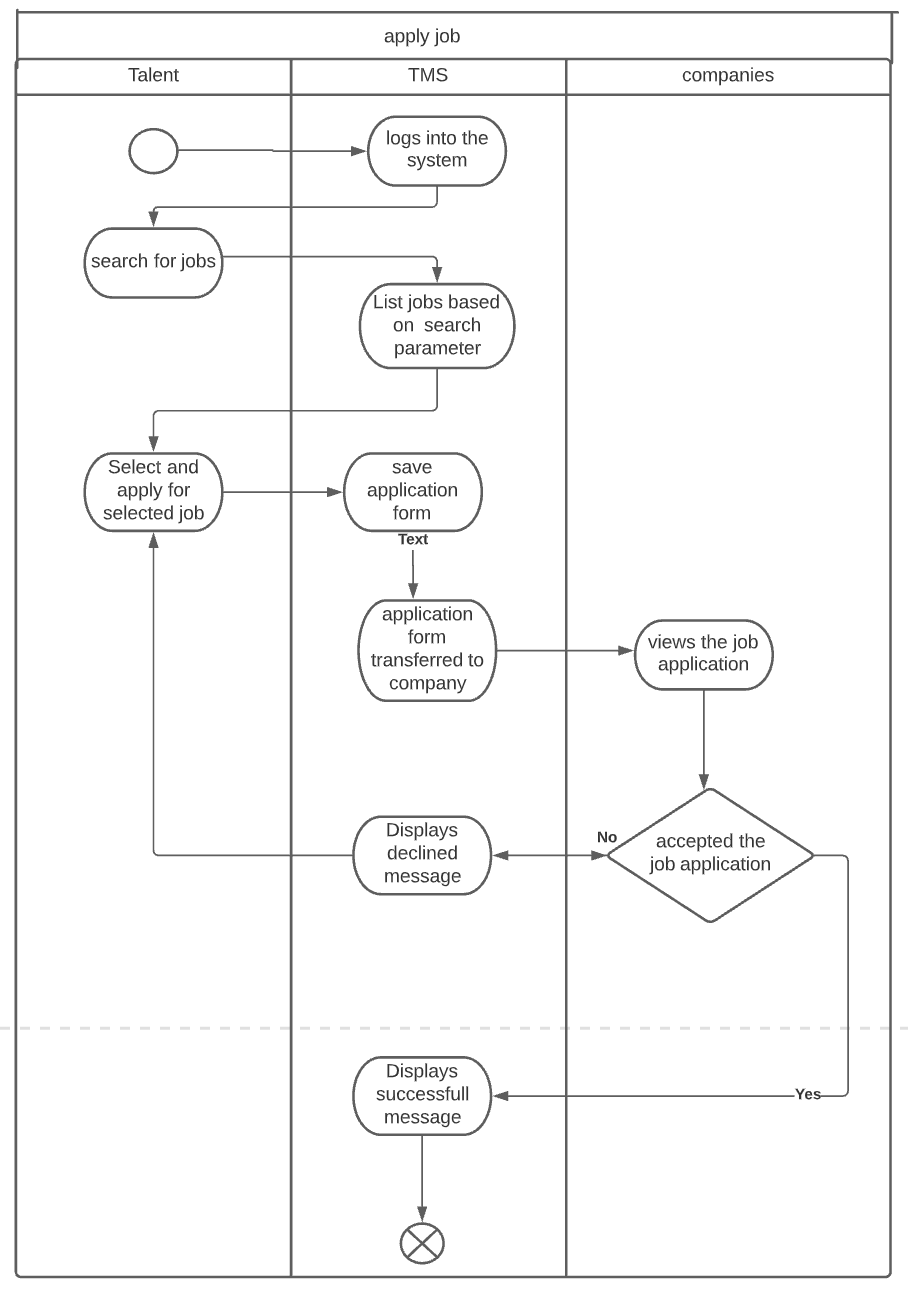 apply job
Talent
TMS
companies
logs into the
system
search for jobs
List jobs based
on search
parameter
Select and
apply for
selected job
save
application
form
Text
application
form
transferred to
company
views the job
application
accepted the
job application
No
Displays
declined
message
Yes
Displays
successfull
message